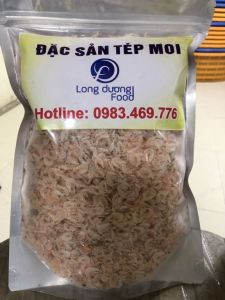 ĐẶC SẢN TÉP MOI
Long dương
Food
Hotline: 0983.469.776